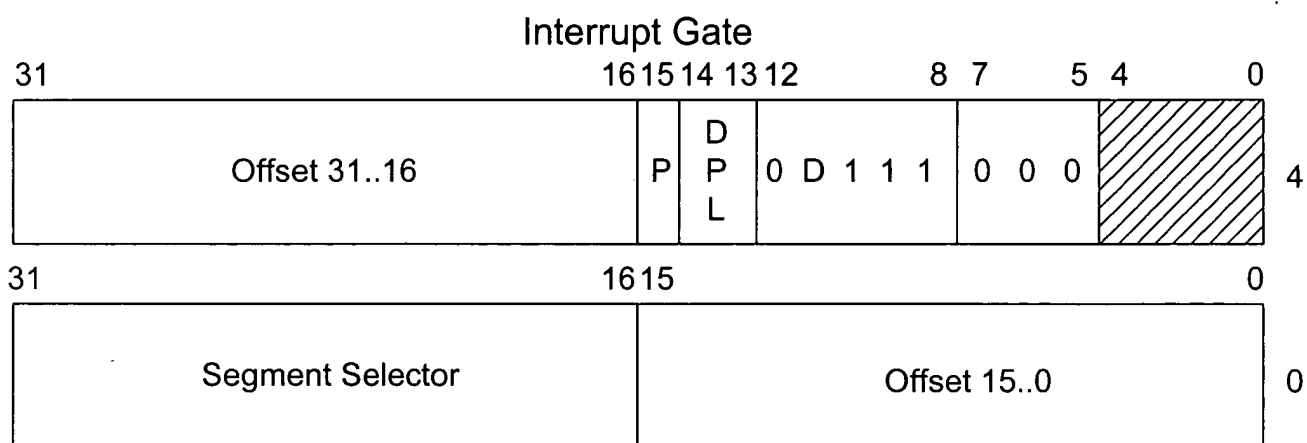 Interrupt Gate
31 16 15 14 13 12 8 7 5 4 0
Offset 31..16 P D P L 0 D 1 1 1 0 0 0 4
31 16 15 0
Segment Selector Offset 15..0 0